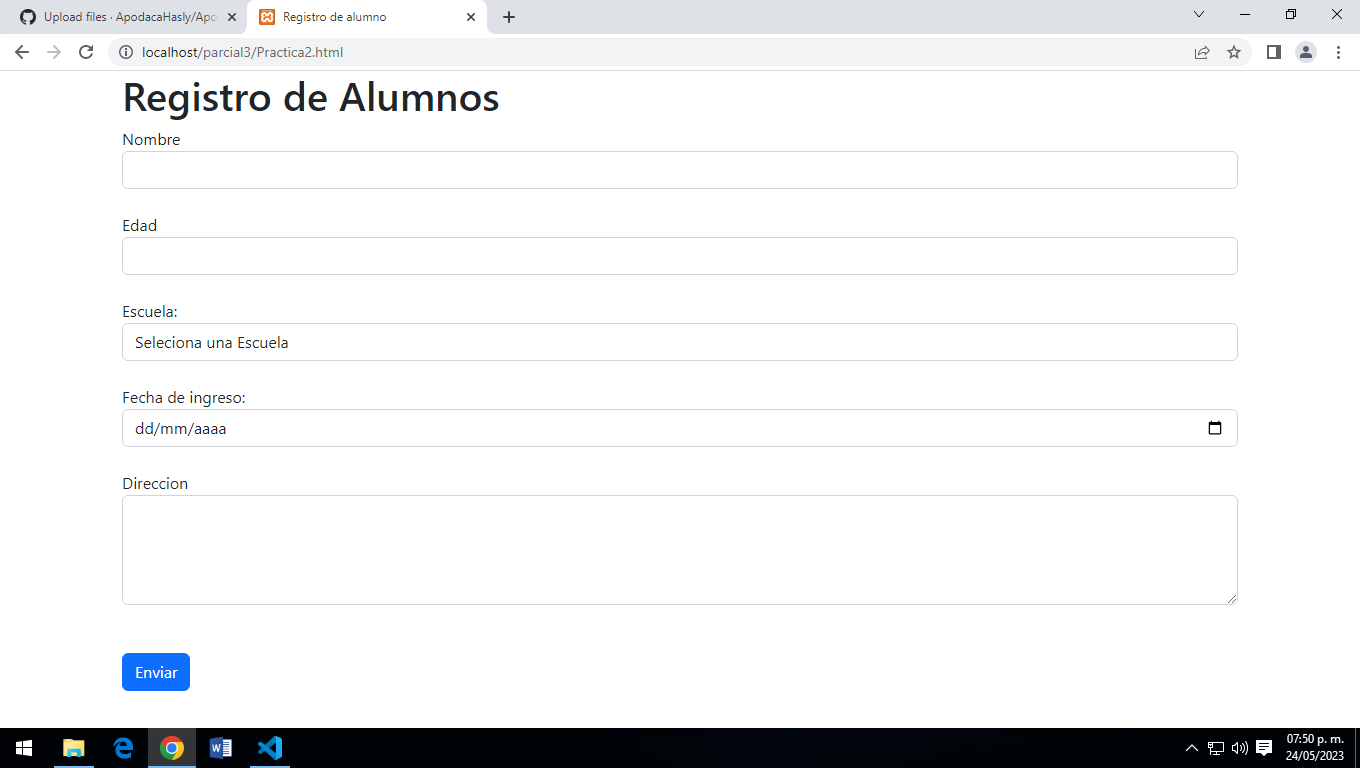 Upload files · ApodacaHasly/Apo
Registro de alumno
localhost/parcial3/Practica2.html
Registro de Alumnos
Nombre
Edad
Escuela:
Seleciona una Escuela
Fecha de ingreso:
dd/mm/aaaa
Direccion
Enviar
07:50 p. m.
24/05/2023